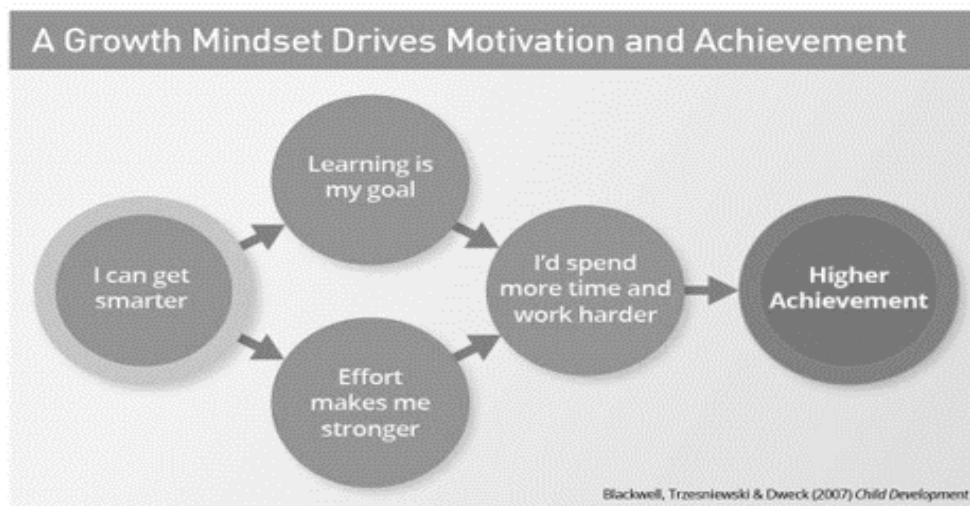 A Growth Mindset Drives Motivation and Achievement
Learning is
my goal
I can get
smarter
I'd spend
more time and
work harder
Higher
Achievement
Effort
makes me
stronger
Blackwell, Trzesniewski & Dweck (2007) Child Development